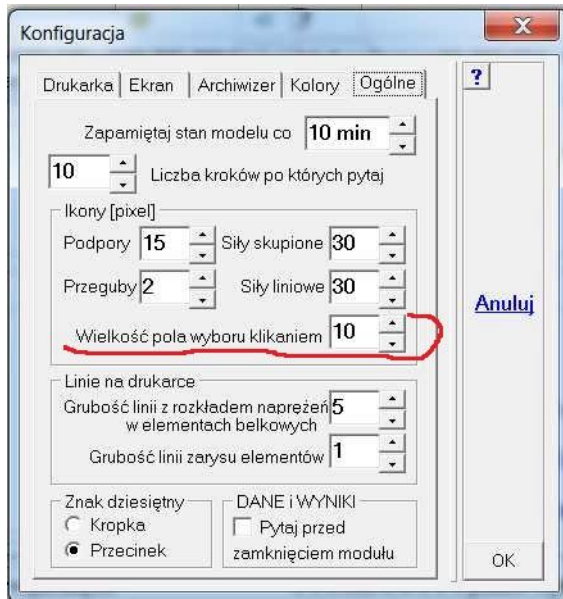 Konfiguracja
Drukarka Ekran Archiwizer Kolory Ogólne ?
Zapamiętaj stan modelu co 10 min
10 Liczba kroków po których pytaj
Ikony [pixel]
Podpory 15 Siły skupione 30
Przeguby 2 Siły liniowe 30
Wielkość pola wyboru klikaniem 10
Anuluj
Linie na drukarce
Grubość linii z rozkładem naprężeń 5
w elementach belkowych
Grubość linii zarysu elementów 1
Znak dziesiętny
Kropka
Przecinek
DANE i WYNIKI
Pytaj przed
zamknięciem modułu
OK